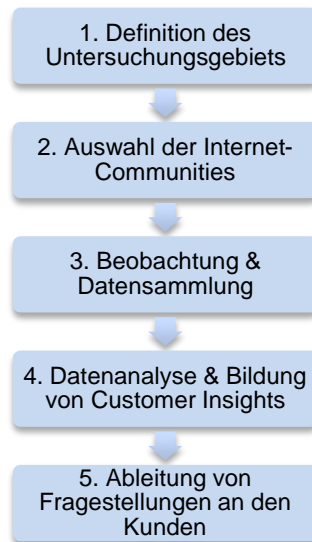 1. Definition des
Untersuchungsgebiets
2. Auswahl der Internet-
Communities
3. Beobachtung &
Datensammlung
4. Datenanalyse & Bildung
von Customer Insights
5. Ableitung von
Fragestellungen an den
Kunden